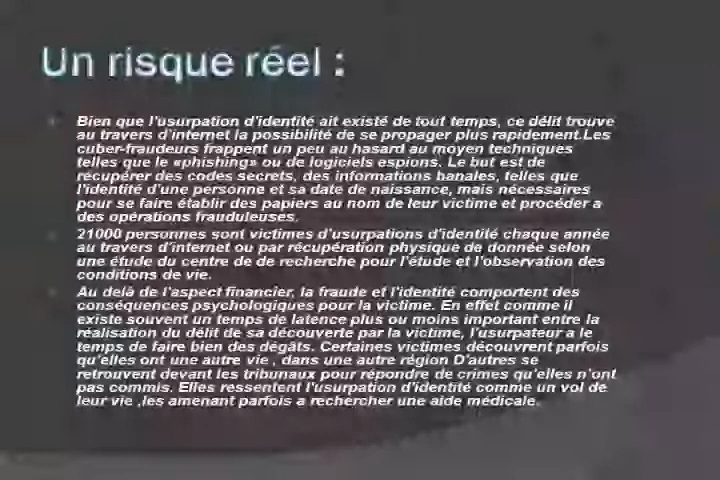 Un risque réel :
Bien que l'usurpation d'identité ait existé de tout temps, ce délit trouve
au travers d'internet la possibilité de se propager plus rapidement.Les
cuber-fraudeurs frappent un peu au hasard au moyen techniques
telles que le «phishing» ou de logiciels espions. Le but est de
récupérer des codes secrets, des informations banales, telles que
l'identité d'une personne et sa date de naissance, mais nécessaires
pour se faire établir des papiers au nom de leur victime et procéder a
des opérations frauduleuses.
21000 personnes sont victimes d'usurpations d'identité chaque année
au travers d'internet ou par récupération physique de donnée selon
une étude du centre de de recherche pour l'étude et l'observation des
conditions de vie.
Au delà de l'aspect financier, la fraude et l'identité comportent des
conséquences psychologiques pour la victime. En effet comme il
existe souvent un temps de latence plus ou moins important entre la
réalisation du délit de sa découverte par la victime, l'usurpateur a le
temps de faire bien des dégâts. Certaines victimes découvrent parfois
qu'elles ont une autre vie , dans une autre région D'autres se
retrouvent devant les tribunaux pour répondre de crimes qu'elles n'ont
pas commis. Elles ressentent l'usurpation d'identité comme un vol de
leur vie ,les amenant parfois a rechercher une aide médicale.